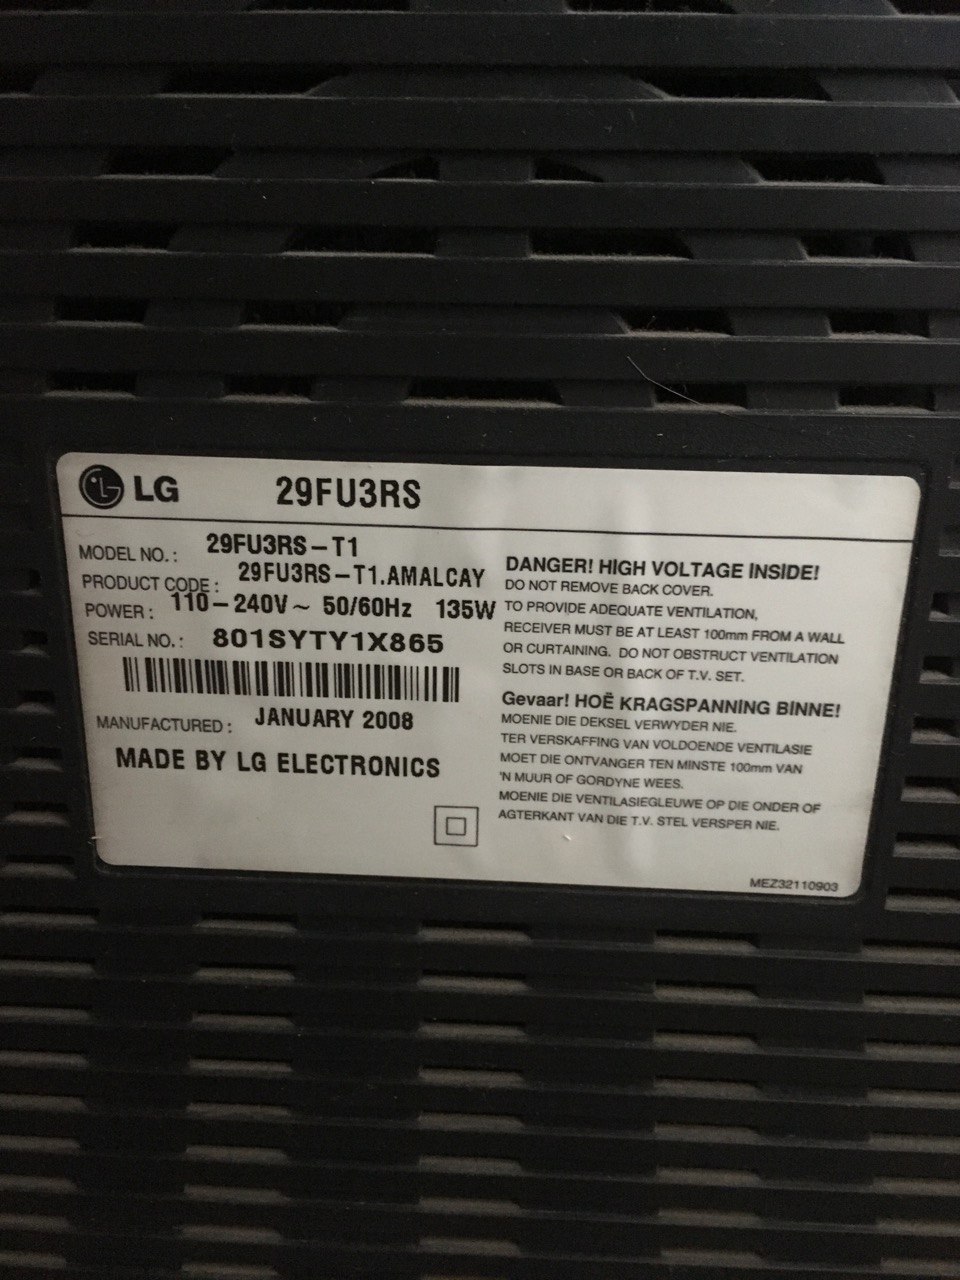 LG 29FU3RS
MODEL NO.: 29FU3RS-T1
PRODUCT CODE: 29FU3RS-T1.AMALCAY
POWER: 110-240V~ 50/60Hz 135W
SERIAL NO.: 801SYTY1X865
MANUFACTURED: JANUARY 2008
MADE BY LG ELECTRONICS
DANGER! HIGH VOLTAGE INSIDE!
DO NOT REMOVE BACK COVER.
TO PROVIDE ADEQUATE VENTILATION,
RECEIVER MUST BE AT LEAST 100mm FROM A WALL
OR CURTAINING. DO NOT OBSTRUCT VENTILATION
SLOTS IN BASE OR BACK OF T.V. SET.
Gevaar! HOË KRAGSPANNING BINNE!
MOENIE DIE DEKSEL VERWYDER NIE.
TER VERSKAFFING VAN VOLDOENDE VENTILASIE
MOET DIE ONTVANGER TEN MINSTE 100mm VAN
'N MUUR OF GORDYNE WEES.
MOENIE DIE VENTILASIEGLEUWE OP DIE ONDER OF
AGTERKANT VAN DIE T.V. STEL VERSPER NIE.
MEZ32110903